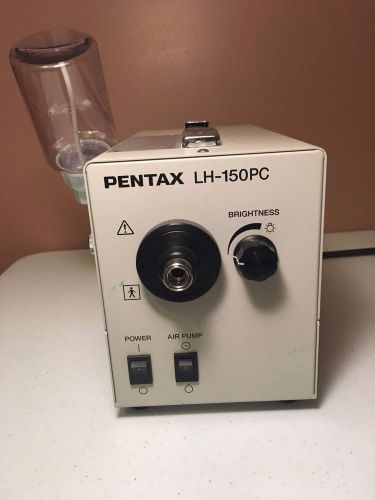 PENTAX LH-150PC
BRIGHTNESS
POWER
AIR PUMP